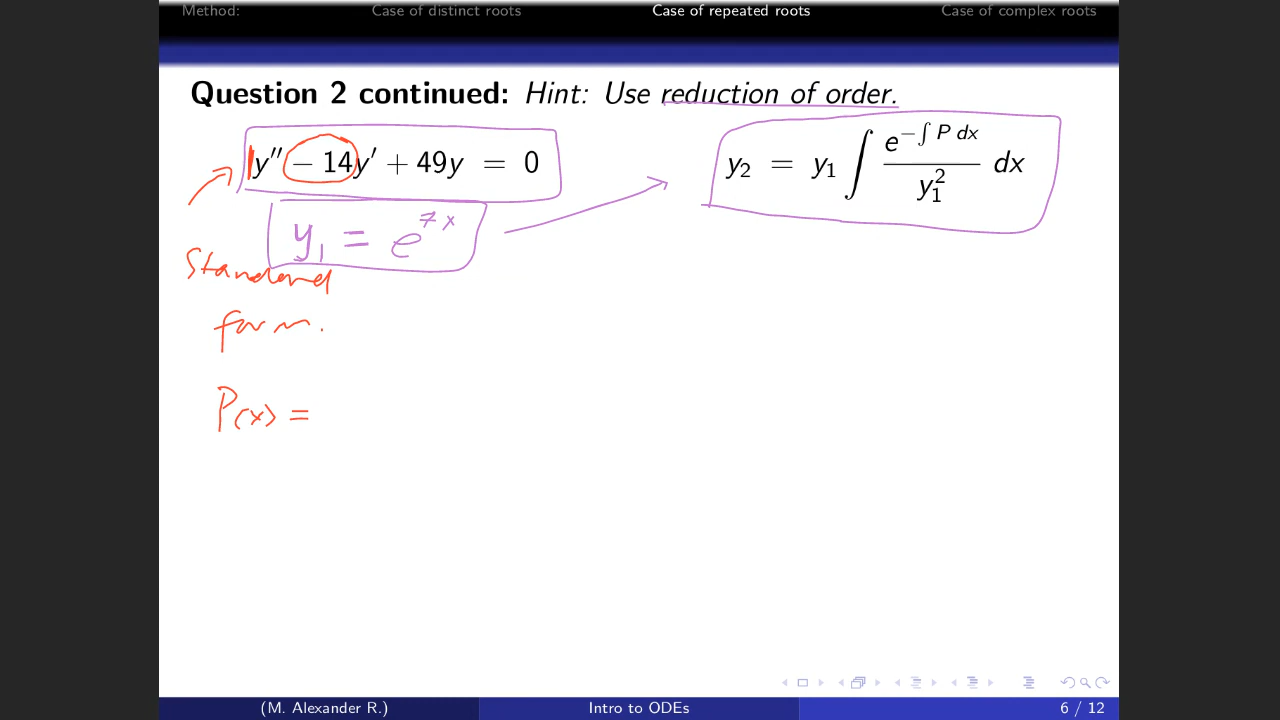 Method: Case of distinct roots Case of repeated roots Case of complex roots
Question 2 continued: Hint: Use reduction of order.
1y″ − 14y′ + 49y = 0
y₂ = y₁ ∫ e^(−∫ P dx) / y₁² dx
y₁ = e^(7x)
Standard
form.
P(x) =
(M. Alexander R.) Intro to ODEs 6 / 12